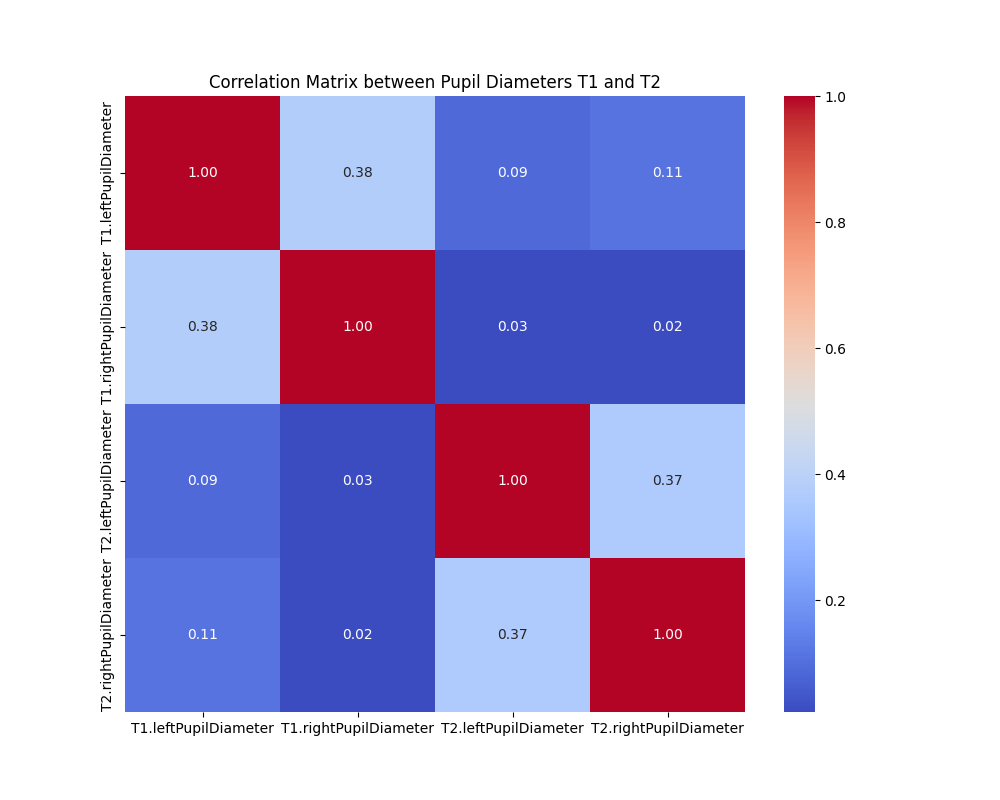 Correlation Matrix between Pupil Diameters T1 and T2
T1.leftPupilDiameter
1.00 0.38 0.09 0.11
T1.rightPupilDiameter
0.38 1.00 0.03 0.02
T2.leftPupilDiameter
0.09 0.03 1.00 0.37
T2.rightPupilDiameter
0.11 0.02 0.37 1.00
T1.leftPupilDiameter T1.rightPupilDiameter T2.leftPupilDiameter T2.rightPupilDiameter
1.0
0.8
0.6
0.4
0.2